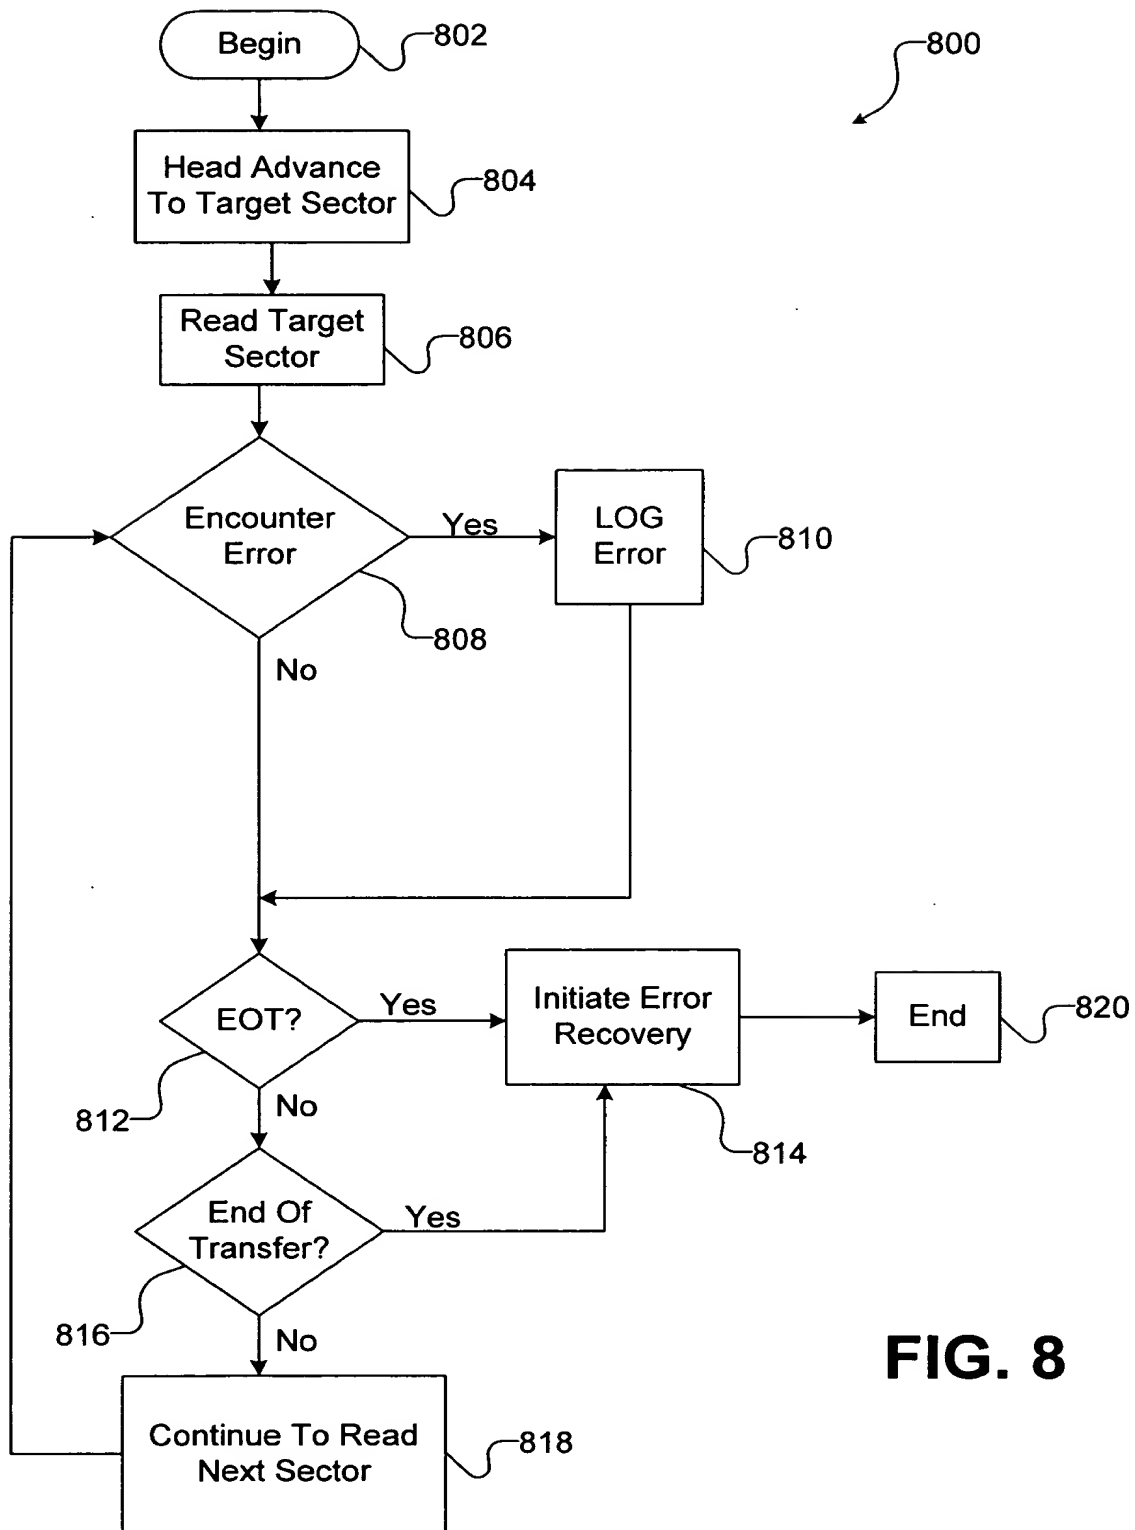 Begin
802
800
Head Advance
To Target Sector
804
Read Target
Sector
806
Encounter
Error
Yes
LOG
Error
810
808
No
EOT?
Yes
Initiate Error
Recovery
End
820
812
No
814
End Of
Transfer?
Yes
816
No
FIG. 8
Continue To Read
Next Sector
818